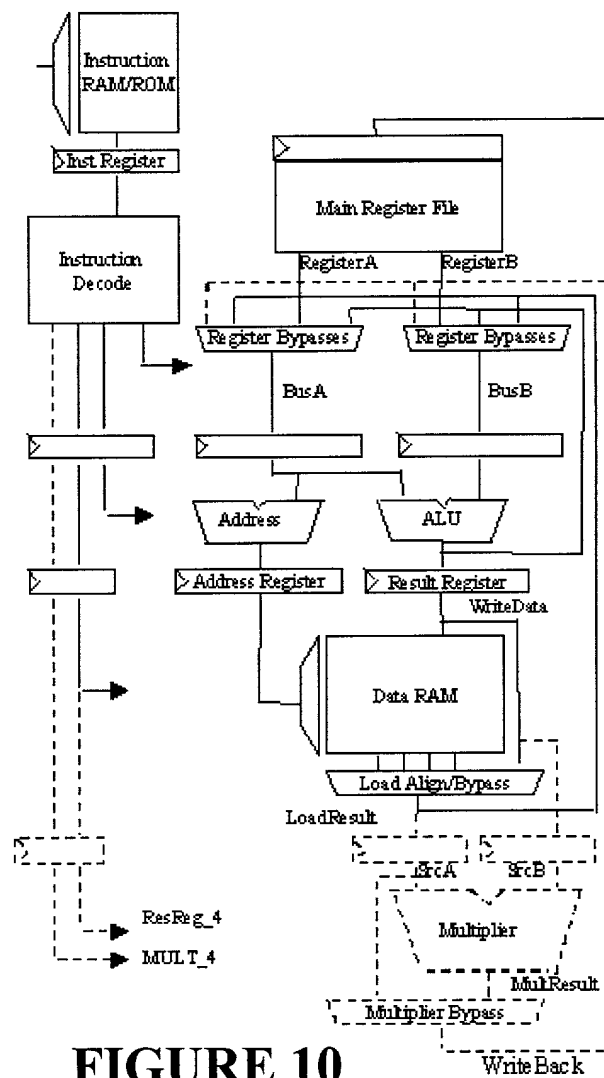 Instruction
RAM/ROM
Inst Register
Main Register File
Instruction
Decode
RegisterA
RegisterB
Register Bypasses
Register Bypasses
BusA
BusB
Address
ALU
Address Register
Result Register
WriteData
Data RAM
Load Align/Bypass
LoadResult
SrcA
SrcB
ResReg_4
Multiplier
MULT_4
MultResult
Multiplier Bypass
FIGURE 10
WriteBack